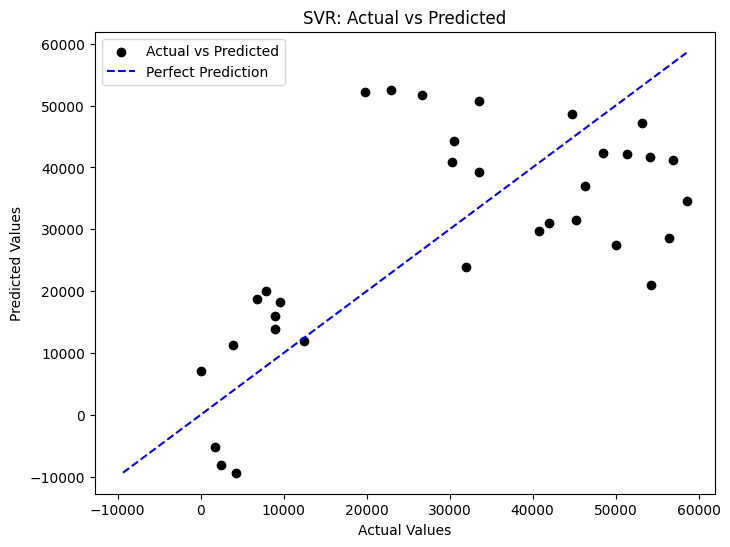 SVR: Actual vs Predicted
Actual vs Predicted
Perfect Prediction
60000
50000
40000
30000
20000
10000
0
−10000
Predicted Values
−10000 0 10000 20000 30000 40000 50000 60000
Actual Values